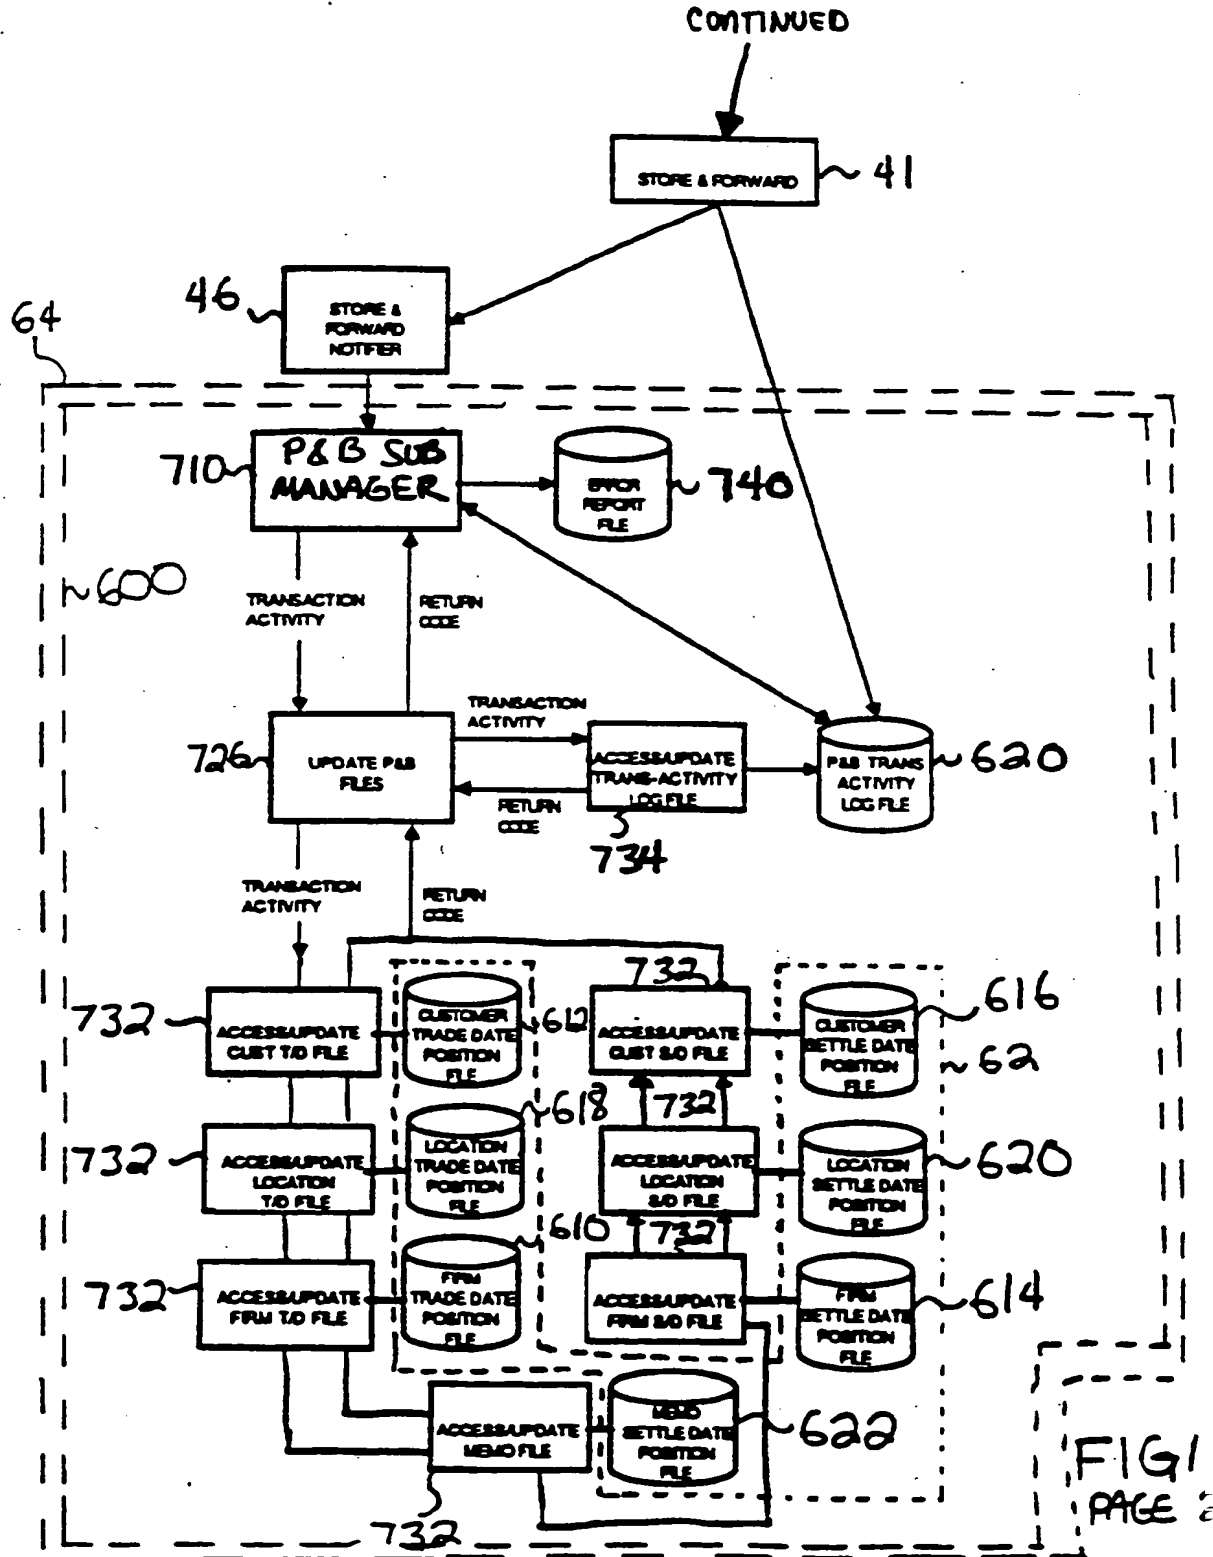 CONTINUED
STORE & FORWARD
41
46
STORE &
FORWARD
NOTIFIER
64
710
P&B SUB
MANAGER
ERROR
REPORT
FILE
740
600
TRANSACTION
ACTIVITY
RETURN
CODE
726
UPDATE P&B
FILES
TRANSACTION
ACTIVITY
RETURN
CODE
ACCESS/UPDATE
TRANS-ACTIVITY
LOG FILE
734
P&B TRANS
ACTIVITY
LOG FILE
620
TRANSACTION
ACTIVITY
RETURN
CODE
732
ACCESS/UPDATE
CUST T/D FILE
CUSTOMER
TRADE DATE
POSITION
FILE
612
732
ACCESS/UPDATE
CUST S/D FILE
CUSTOMER
SETTLE DATE
POSITION
FILE
616
62
732
ACCESS/UPDATE
LOCATION
T/D FILE
LOCATION
TRADE DATE
POSITION
FILE
618
732
ACCESS/UPDATE
LOCATION
S/D FILE
LOCATION
SETTLE DATE
POSITION
FILE
620
732
ACCESS/UPDATE
FIRM T/D FILE
FIRM
TRADE DATE
POSITION
FILE
610
732
ACCESS/UPDATE
FIRM S/D FILE
FIRM
SETTLE DATE
POSITION
FILE
614
ACCESS/UPDATE
MEMO FILE
732
MEMO
SETTLE DATE
POSITION
FILE
622
FIG1
PAGE